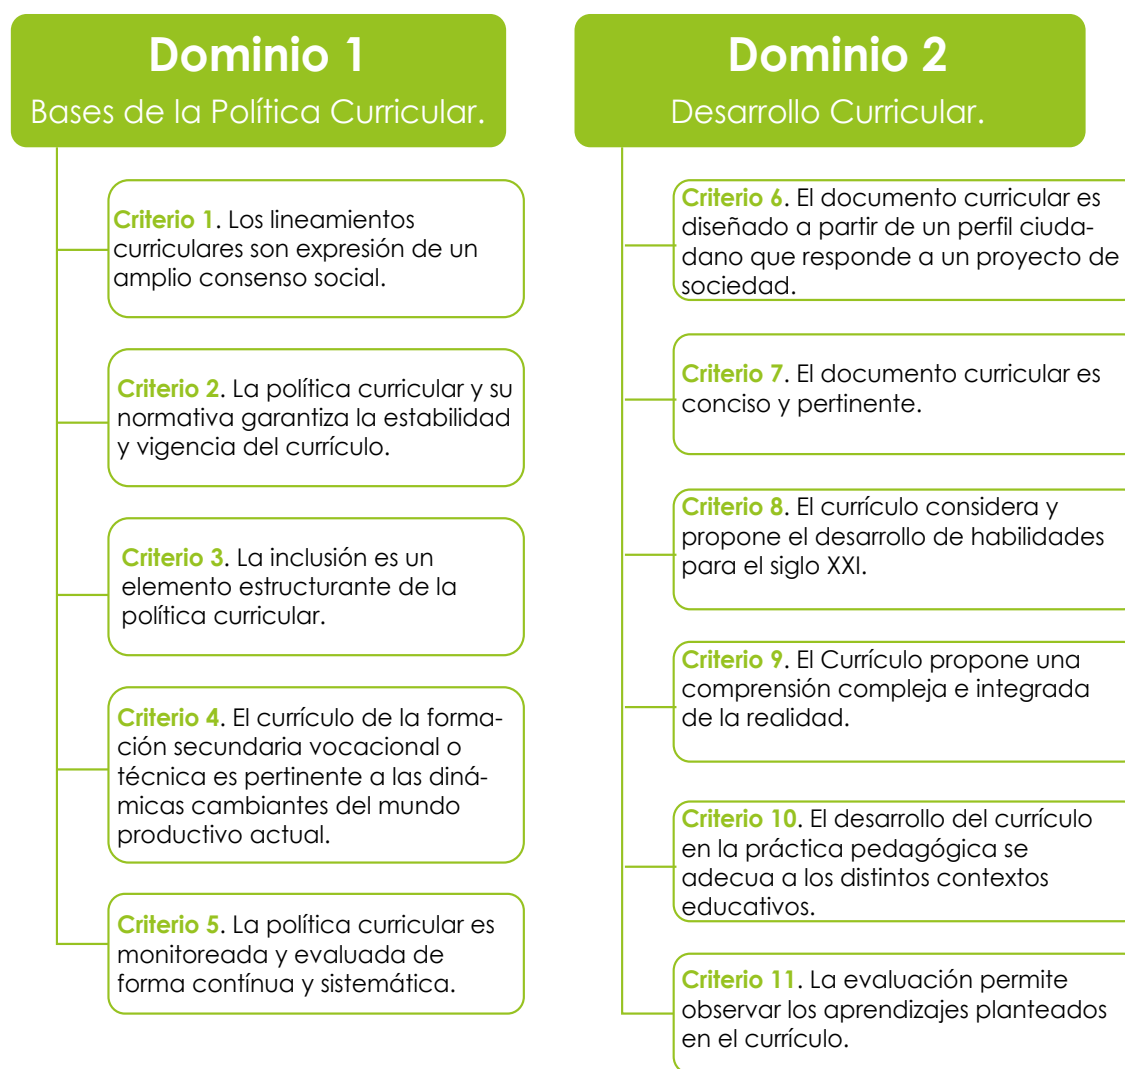 Dominio 1
Bases de la Política Curricular.
Criterio 1. Los lineamientos
curriculares son expresión de un
amplio consenso social.
Criterio 2. La política curricular y su
normativa garantiza la estabilidad
y vigencia del currículo.
Criterio 3. La inclusión es un
elemento estructurante de la
política curricular.
Criterio 4. El currículo de la forma-
ción secundaria vocacional o
técnica es pertinente a las diná-
micas cambiantes del mundo
productivo actual.
Criterio 5. La política curricular es
monitoreada y evaluada de
forma contínua y sistemática.
Dominio 2
Desarrollo Curricular.
Criterio 6. El documento curricular es
diseñado a partir de un perfil ciuda-
dano que responde a un proyecto de
sociedad.
Criterio 7. El documento curricular es
conciso y pertinente.
Criterio 8. El currículo considera y
propone el desarrollo de habilidades
para el siglo XXI.
Criterio 9. El Currículo propone una
comprensión compleja e integrada
de la realidad.
Criterio 10. El desarrollo del currículo
en la práctica pedagógica se
adecua a los distintos contextos
educativos.
Criterio 11. La evaluación permite
observar los aprendizajes planteados
en el currículo.